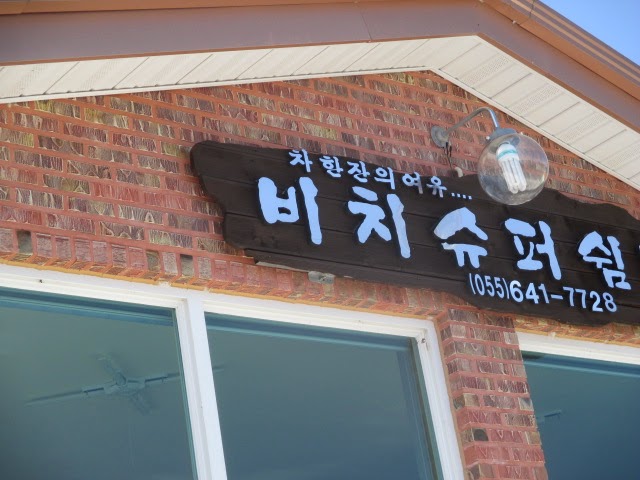 차 한잔의 여유....
비치슈퍼쉼
(055)641-7728